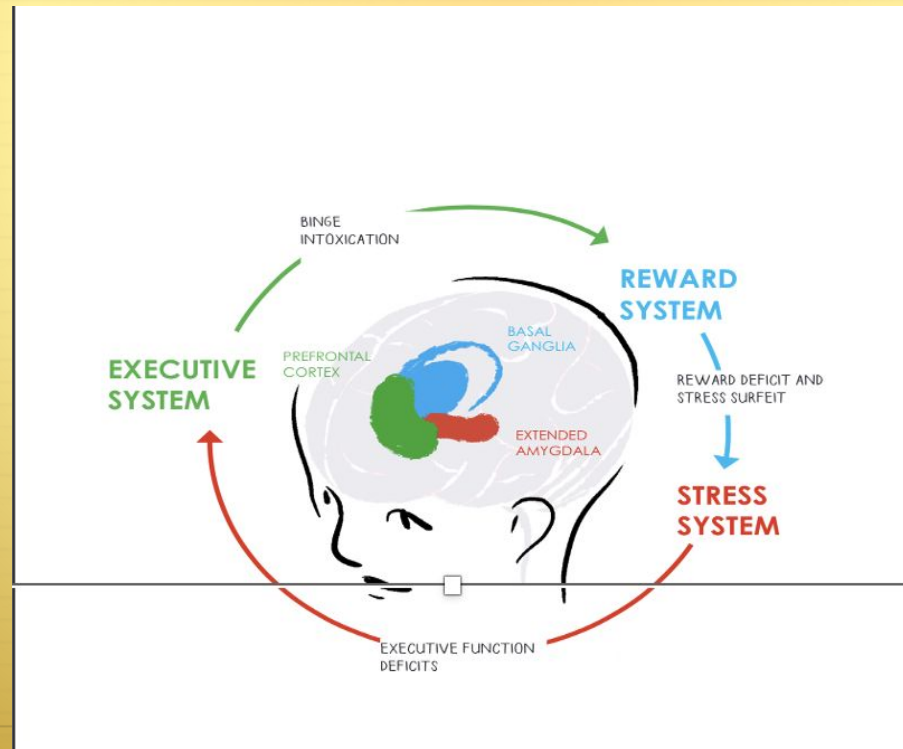 BINGE
INTOXICATION
REWARD
SYSTEM
BASAL
GANGLIA
PREFRONTAL
CORTEX
EXECUTIVE
SYSTEM
REWARD DEFICIT AND
STRESS SURFEIT
EXTENDED
AMYGDALA
STRESS
SYSTEM
EXECUTIVE FUNCTION
DEFICITS